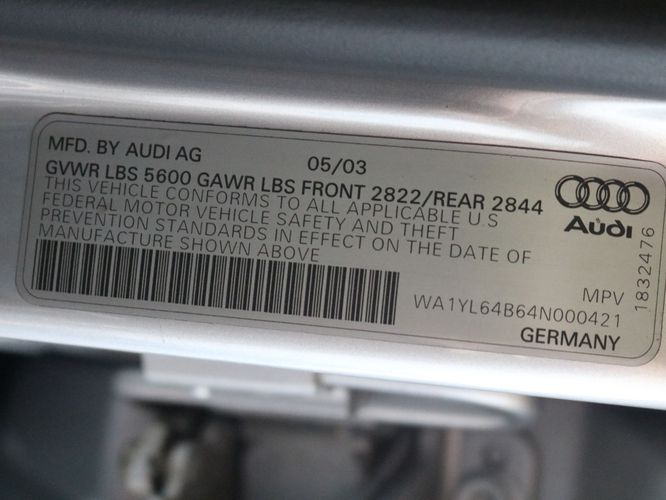 MFD. BY AUDI AG 05/03
GVWR LBS 5600 GAWR LBS FRONT 2822/REAR 2844
THIS VEHICLE CONFORMS TO ALL APPLICABLE U.S
FEDERAL MOTOR VEHICLE SAFETY AND THEFT
PREVENTION STANDARDS IN EFFECT ON THE DATE OF
MANUFACTURE SHOWN ABOVE
Audi
MPV
WA1YL64B64N000421
GERMANY
1832476